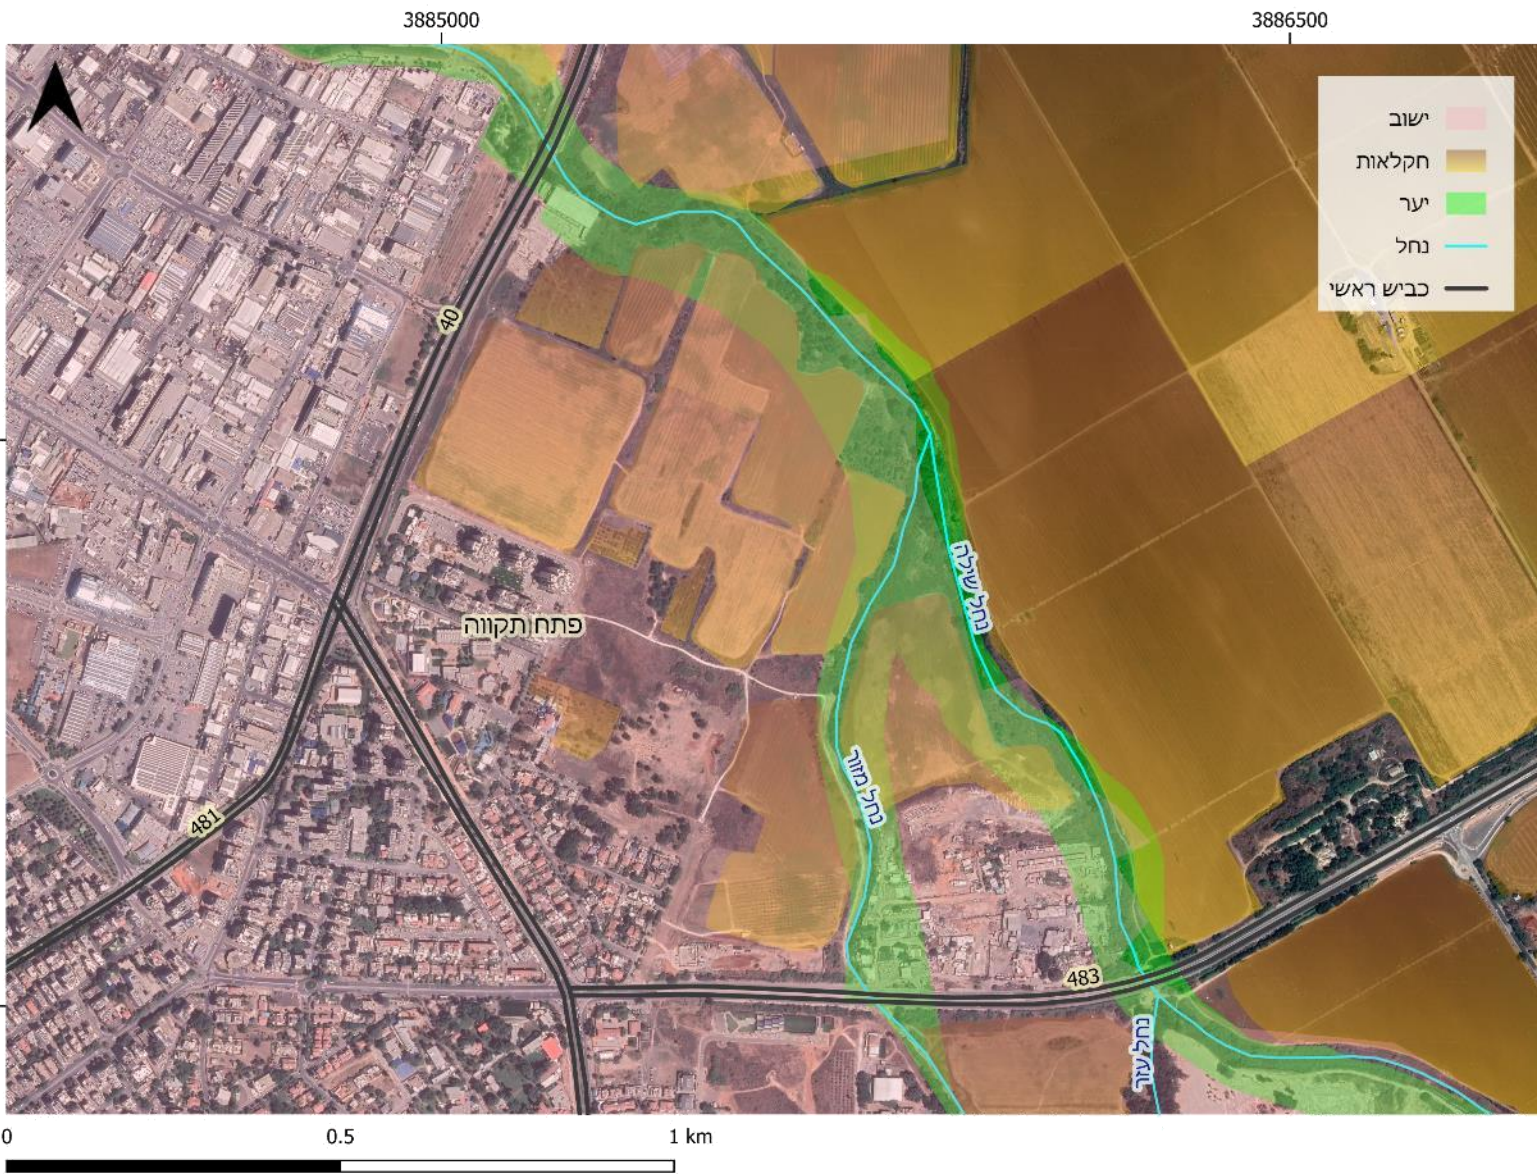 3885000
3886500
ישוב
חקלאות
יער
נחל
כביש ראשי
40
נחל שילה
פתח תקווה
נחל מזור
481
483
נחל עזר
0 0.5 1 km